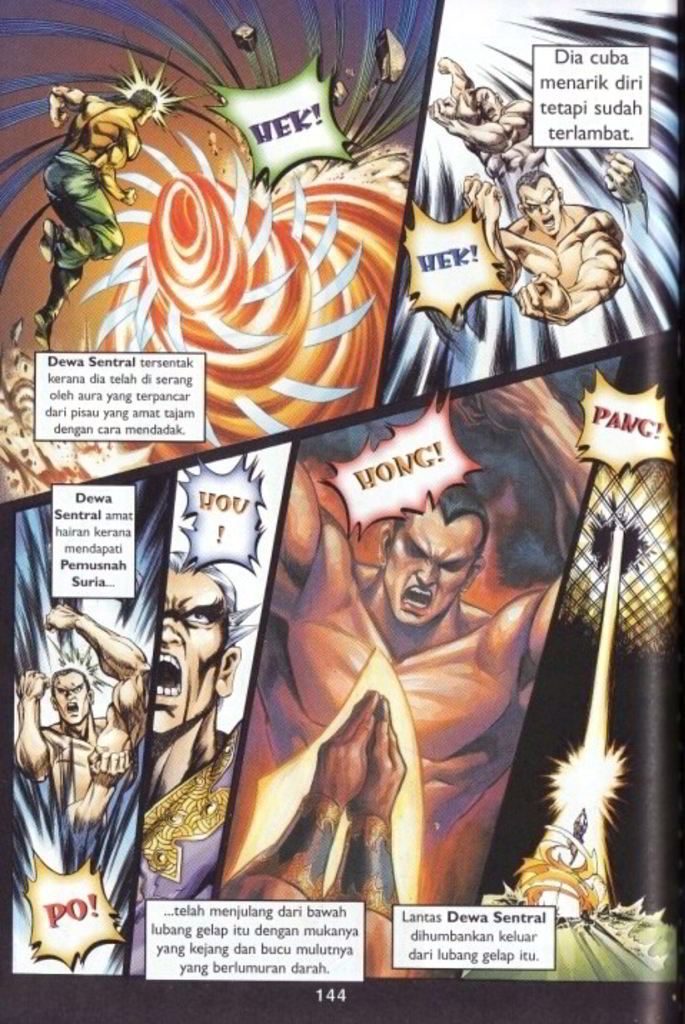 HEK!
Dewa Sentral tersentak
kerana dia telah di serang
oleh aura yang terpancar
dari pisau yang amat tajam
dengan cara mendadak.
Dia cuba
menarik diri
tetapi sudah
terlambat.
HEK!
Dewa
Sentral amat
hairan kerana
mendapati
Pemusnah
Suria...
PO!
HOU
!
HONG!
...telah menjulang dari bawah
lubang gelap itu dengan mukanya
yang kejang dan bucu mulutnya
yang berlumuran darah.
PANG!
Lantas Dewa Sentral
dihumbankan keluar
dari lubang gelap itu.
144